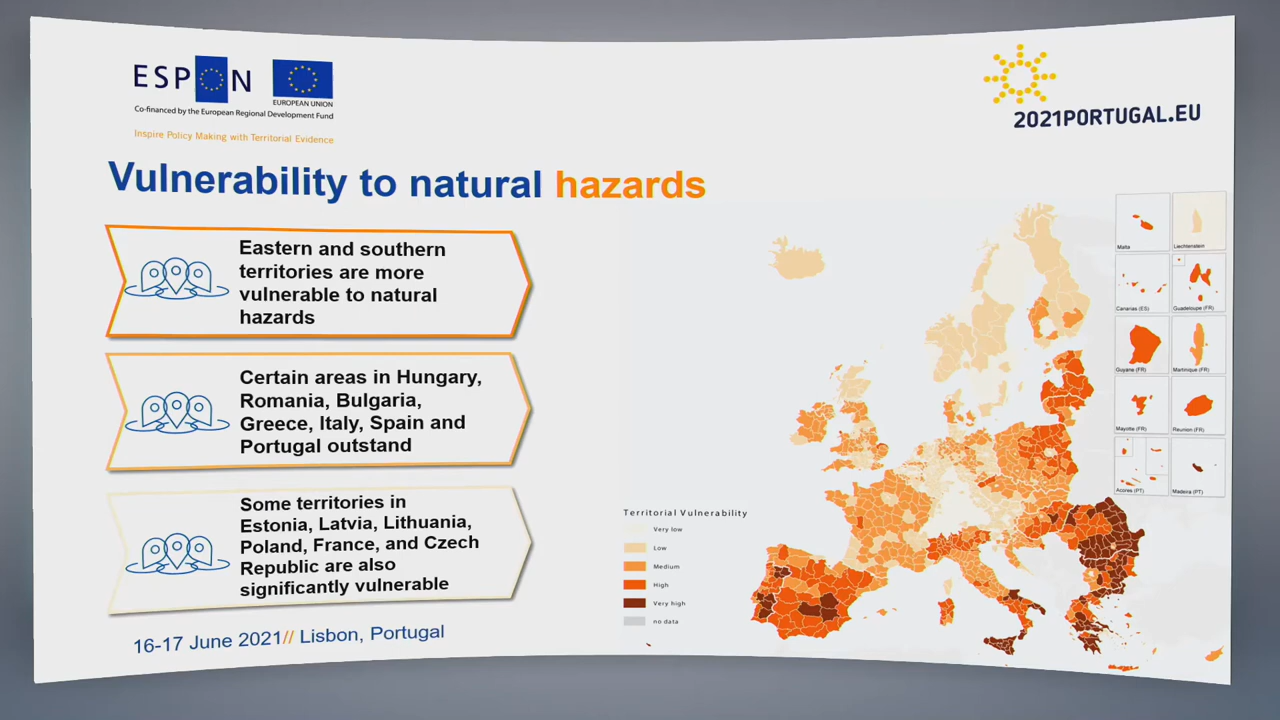 ESPON
EUROPEAN UNION
Co-financed by the European Regional Development Fund
Inspire Policy Making with Territorial Evidence
2021PORTUGAL.EU
Vulnerability to natural hazards
Eastern and southern
territories are more
vulnerable to natural
hazards
Certain areas in Hungary,
Romania, Bulgaria,
Greece, Italy, Spain and
Portugal outstand
Some territories in
Estonia, Latvia, Lithuania,
Poland, France, and Czech
Republic are also
significantly vulnerable
16-17 June 2021// Lisbon, Portugal
Territorial Vulnerability
Very low
Low
Medium
High
Very high
no data
Malta
Liechtenstein
Canarias (ES)
Guadeloupe (FR)
Guyane (FR)
Martinique (FR)
Mayotte (FR)
Reunion (FR)
Acores (PT)
Madeira (PT)